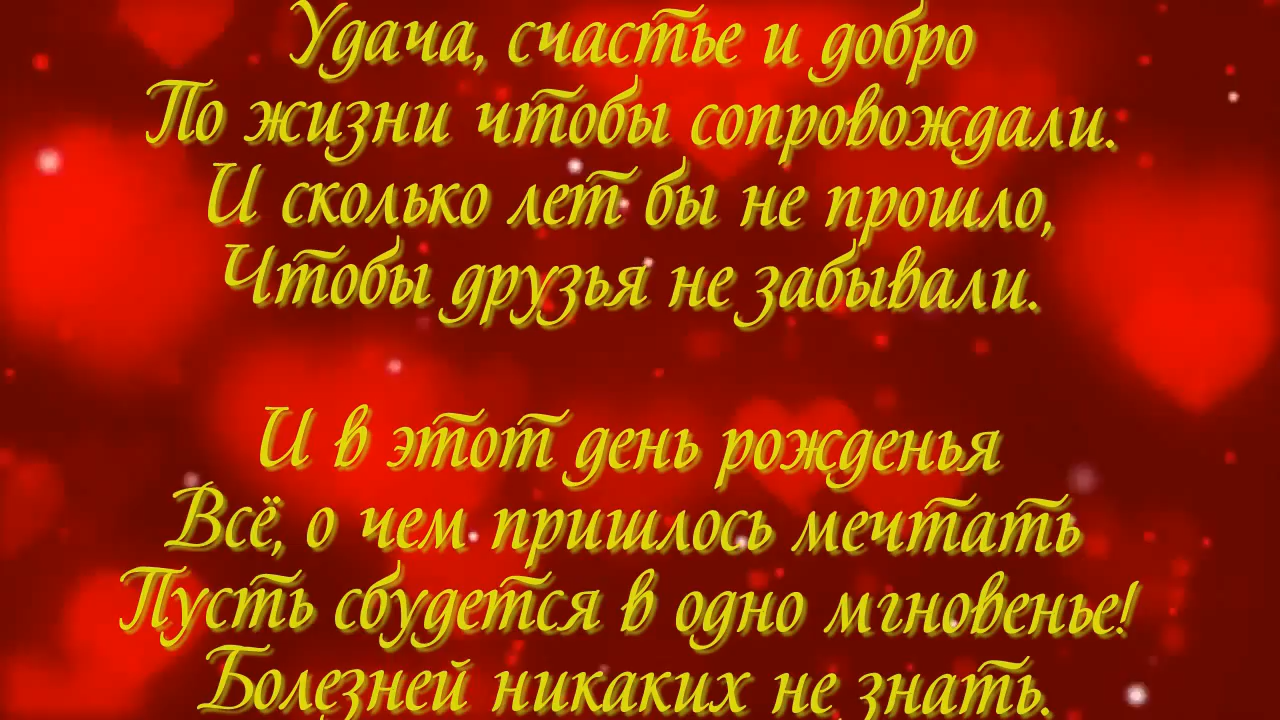 Удача, счастье и добро
По жизни чтобы сопровождали.
И сколько лет бы не прошло,
Чтобы друзья не забывали.
И в этот день рожденья
Всё, о чем пришлось мечтать
Пусть сбудется в одно мгновенье!
Болезней никаких не знать.